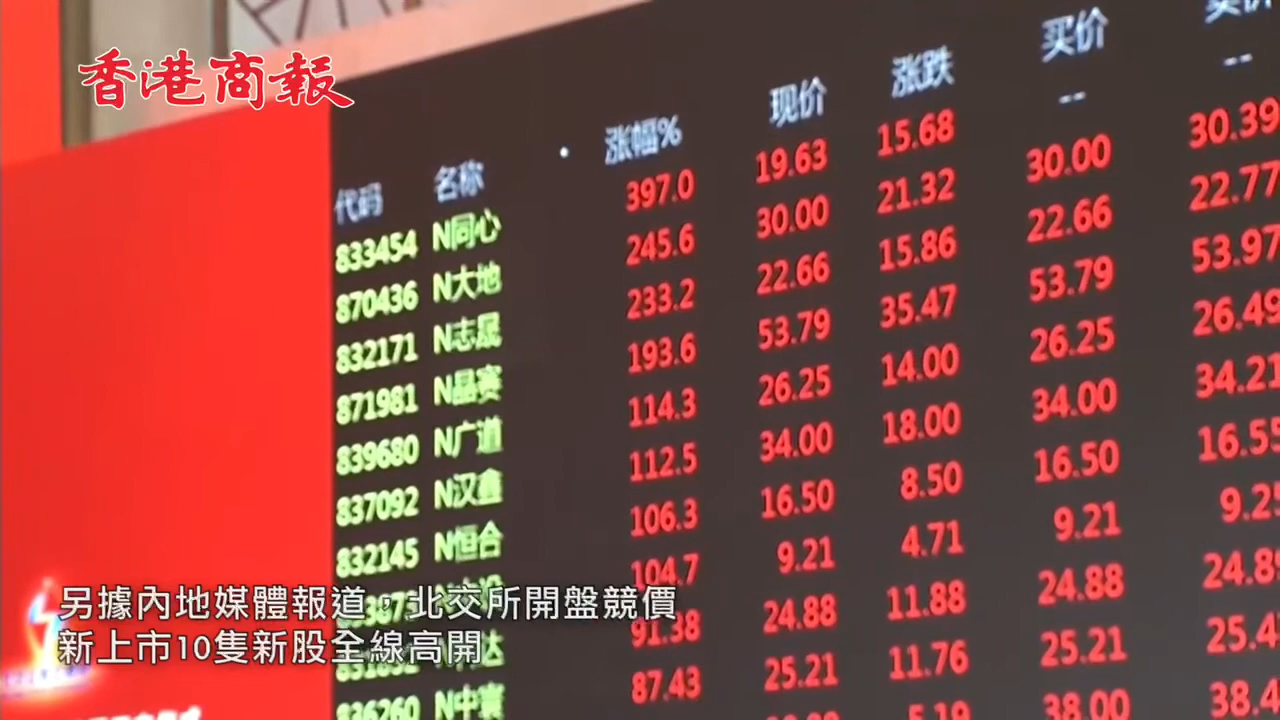 香港商報
代码 名称 涨幅% 现价 涨跌 买价 卖价
833454 N同心 397.0 19.63 15.68 -- --
870436 N大地 245.6 30.00 21.32 30.00 30.39
832171 N志晟 233.2 22.66 15.86 22.66 22.77
871981 N晶赛 193.6 53.79 35.47 53.79 53.97
839680 N广道 114.3 26.25 14.00 26.25 26.49
837092 N汉鑫 112.5 34.00 18.00 34.00 34.21
832145 N恒合 106.3 16.50 8.50 16.50 16.55
104.7 9.21 4.71 9.21 9.25
91.38 24.88 11.88 24.88 24.89
836260 N中寰 87.43 25.21 11.76 25.21 25.4
5.19 38.00 38.4
另據內地媒體報道，北交所開盤競價
新上市10隻新股全線高開